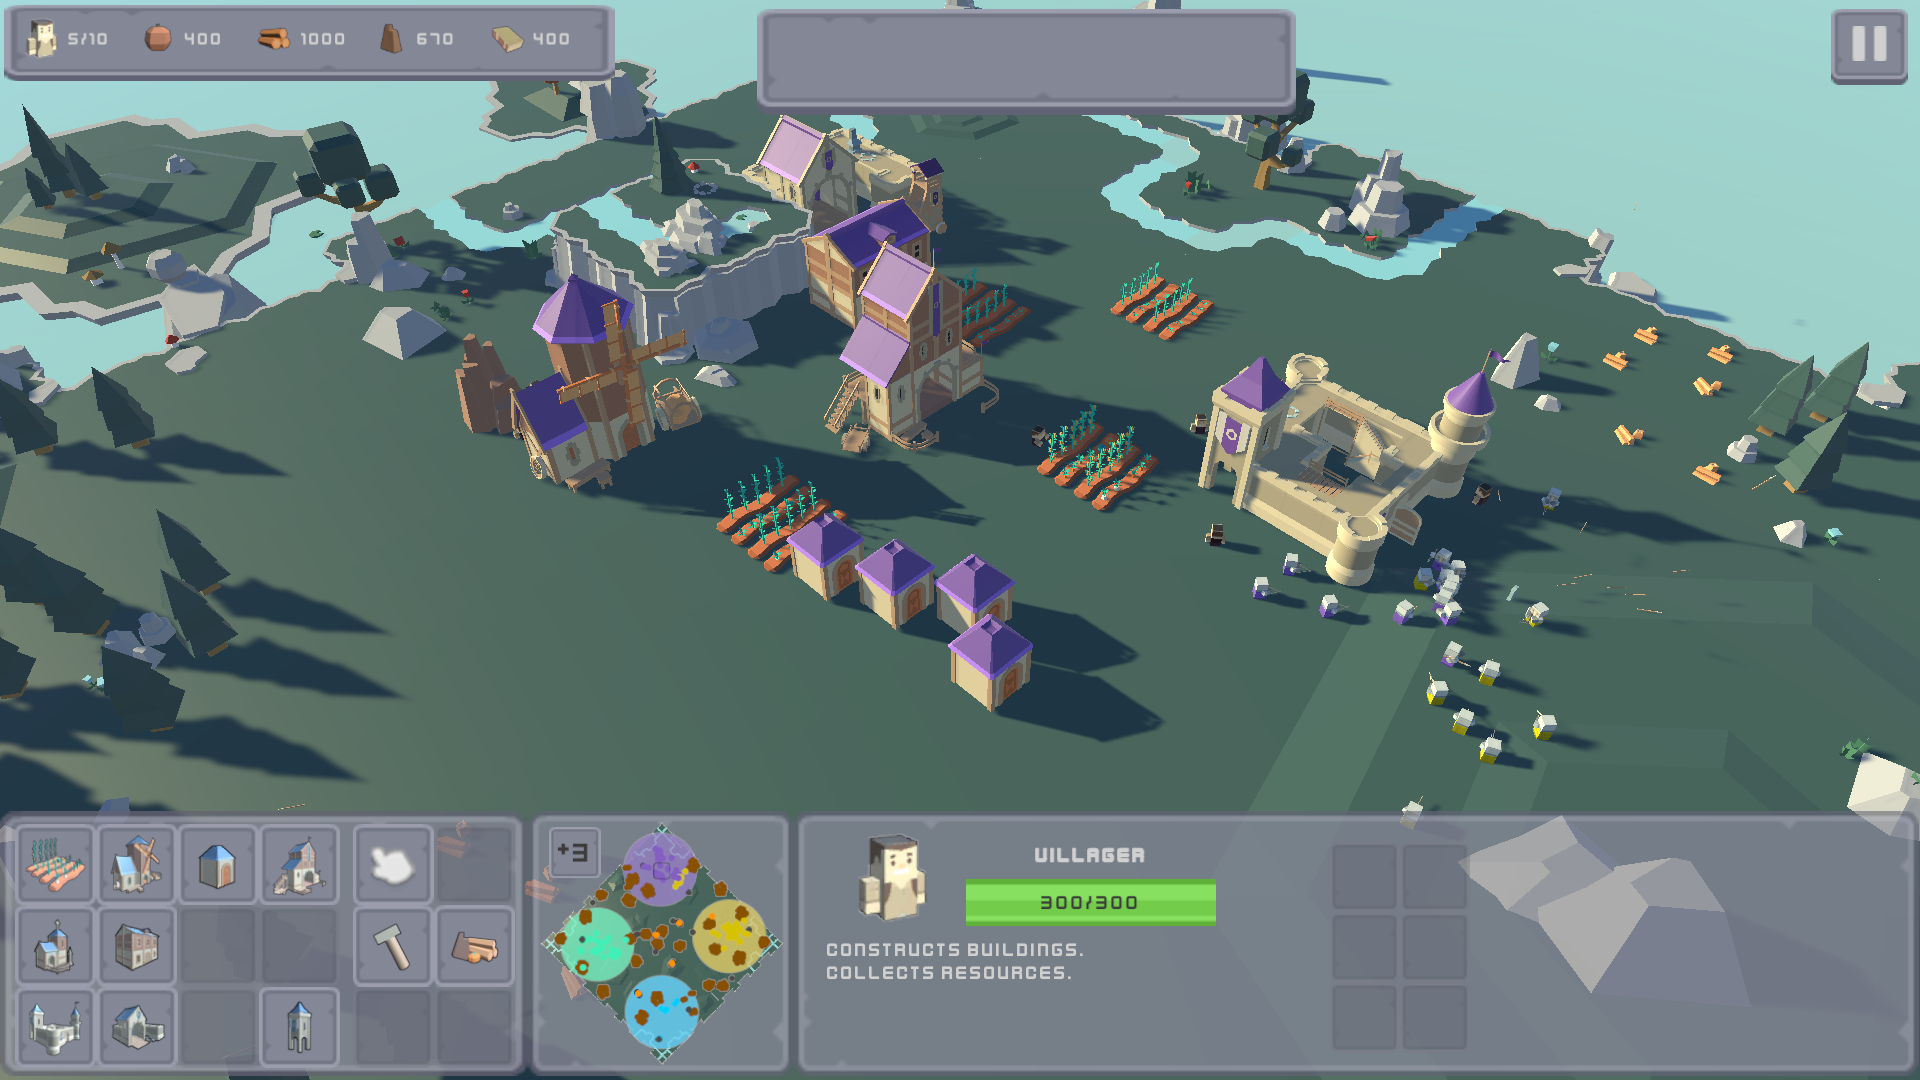 5/10 400 1000 670 400
+3
VILLAGER
300/300
CONSTRUCTS BUILDINGS.
COLLECTS RESOURCES.